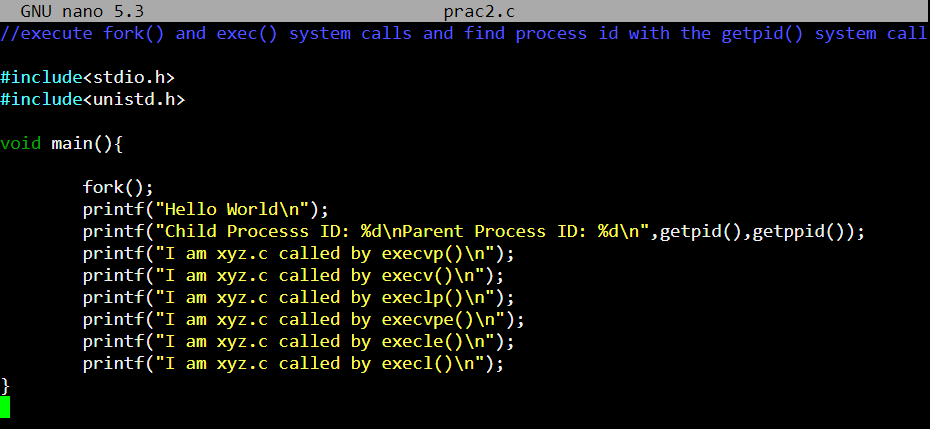 GNU nano 5.3 prac2.c
//execute fork() and exec() system calls and find process id with the getpid() system call
#include<stdio.h>
#include<unistd.h>
void main(){
fork();
printf("Hello World\n");
printf("Child Processs ID: %d\nParent Process ID: %d\n",getpid(),getppid());
printf("I am xyz.c called by execvp()\n");
printf("I am xyz.c called by execv()\n");
printf("I am xyz.c called by execlp()\n");
printf("I am xyz.c called by execvpe()\n");
printf("I am xyz.c called by execle()\n");
printf("I am xyz.c called by execl()\n");
}